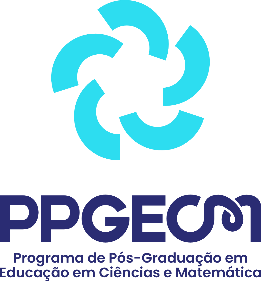 PPGECM
Programa de Pós-Graduação em
Educação em Ciências e Matemática